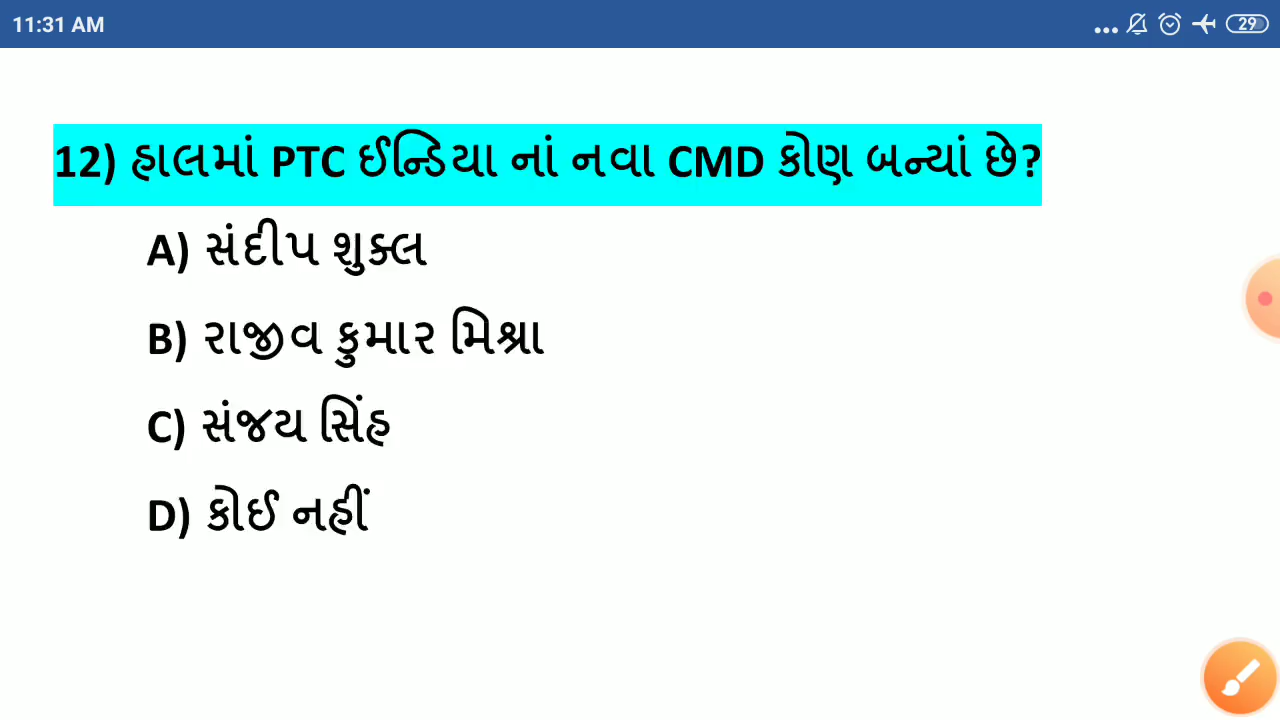 11:31 AM
29
12) હાલમાં PTC ઈન્ડિયા નાં નવા CMD કોણ બન્યાં છે?
A) સંદીપ શુક્લ
B) રાજીવ કુમાર મિશ્રા
C) સંજય સિંહ
D) કોઈ નહીં